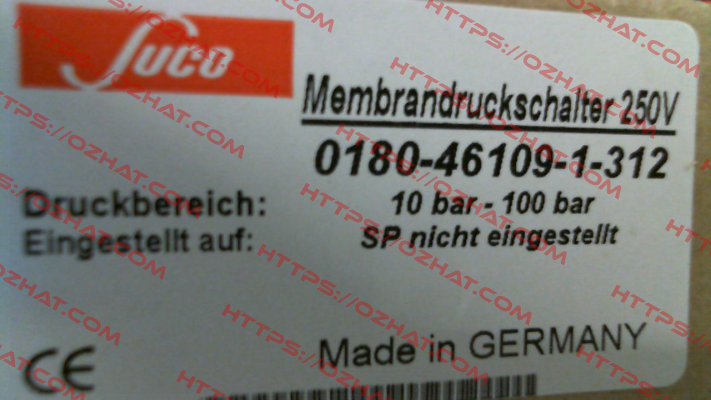 Suco
Membrandruckschalter 250V
0180-46109-1-312
Druckbereich: 10 bar - 100 bar
Eingestellt auf: SP nicht eingestellt
Made in GERMANY
CE
HTTPS://OZHAT.COM